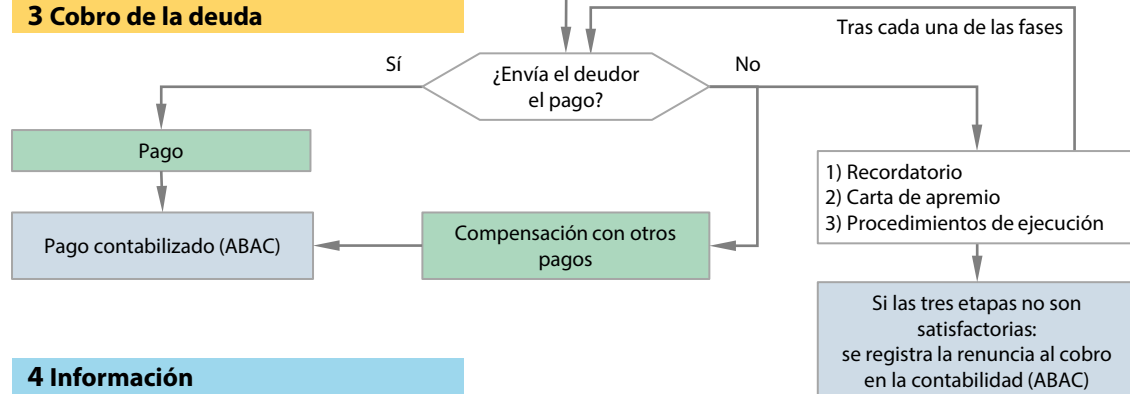 3 Cobro de la deuda
Tras cada una de las fases
Sí
¿Envía el deudor
el pago?
No
Pago
1) Recordatorio
2) Carta de apremio
3) Procedimientos de ejecución
Pago contabilizado (ABAC)
Compensación con otros
pagos
Si las tres etapas no son
satisfactorias:
se registra la renuncia al cobro
en la contabilidad (ABAC)
4 Información